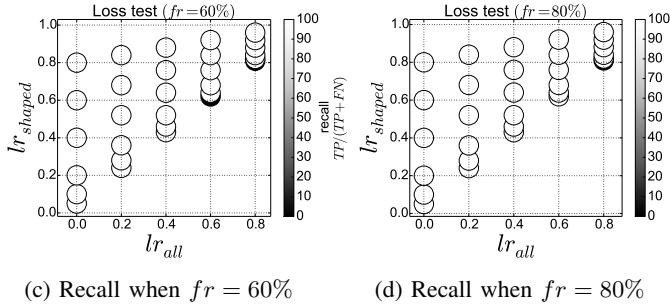 Loss test (fr=60%)
1.0
0.8
0.6
0.4
0.2
0.0
lr_shaped
0.0 0.2 0.4 0.6 0.8
lr_all
100
90
80
70
60
50
40
30
20
10
0
recall
TP/(TP+FN)
(c) Recall when fr = 60%
Loss test (fr=80%)
1.0
0.8
0.6
0.4
0.2
0.0
lr_shaped
0.0 0.2 0.4 0.6 0.8
lr_all
100
90
80
70
60
50
40
30
20
10
0
(d) Recall when fr = 80%